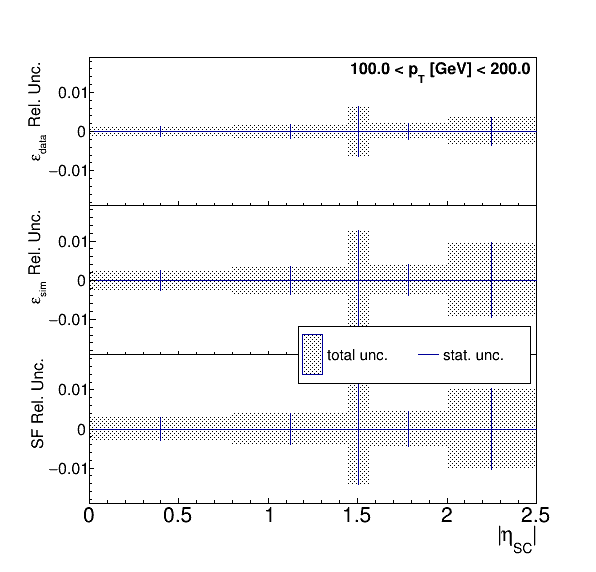 100.0 < p_T [GeV] < 200.0
ε_data Rel. Unc.
0.01
0
−0.01
ε_sim Rel. Unc.
0.01
0
−0.01
total unc.
stat. unc.
SF Rel. Unc.
0.01
0
−0.01
0 0.5 1 1.5 2 2.5
|η_SC|